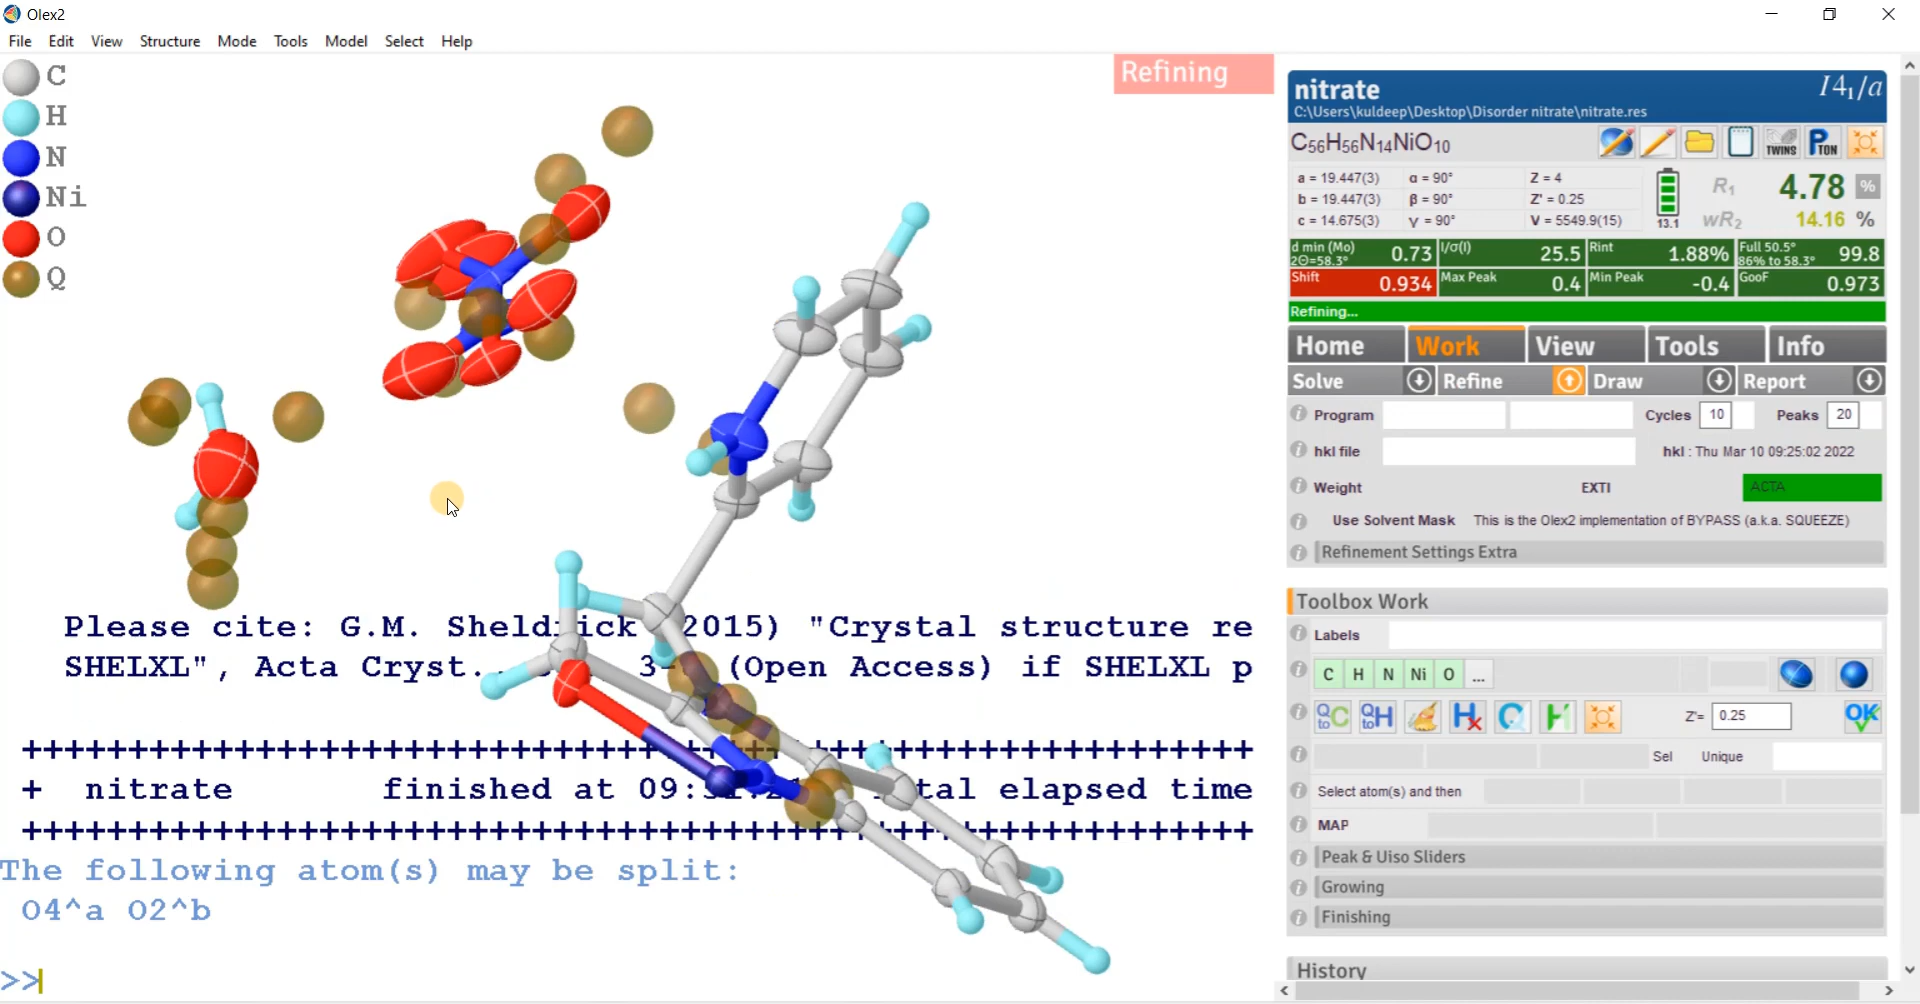 Olex2
File Edit View Structure Mode Tools Model Select Help
C
H
N
Ni
O
Q
Refining
Please cite: G.M. Sheldrick 2015) "Crystal structure re
SHELXL", Acta Cryst. 3 (Open Access) if SHELXL p
++++++++++++++++++++++++++++++++++++++++++++++++++++++++++
+ nitrate finished at 09: elapsed time
++++++++++++++++++++++++++++++++++++++++++++++++++++++++++
The following atom(s) may be split:
O4^a O2^b
>>
nitrate I4₁/a
C:\Users\kuldeep\Desktop\Disorder nitrate\nitrate.res
C₅₆H₅₆N₁₄NiO₁₀ TWINS PTON
a = 19.447(3) α = 90° Z = 4
b = 19.447(3) β = 90° Z' = 0.25
c = 14.675(3) γ = 90° V = 5549.9(15)
13.1
R₁ 4.78 %
wR₂ 14.16 %
d min (Mo) 2Θ=58.3° 0.73 I/σ(I) 25.5 Rint 1.88% Full 50.5° 86% to 58.3° 99.8
Shift 0.934 Max Peak 0.4 Min Peak -0.4 GooF 0.973
Refining...
Home Work View Tools Info
Solve Refine Draw Report
Program Cycles 10 Peaks 20
hkl file hkl : Thu Mar 10 09:25:02 2022
Weight EXTI ACTA
Use Solvent Mask This is the Olex2 implementation of BYPASS (a.k.a. SQUEEZE)
Refinement Settings Extra
Toolbox Work
Labels
C H N Ni O ...
Q to C Q to H H x H Z'= 0.25 OK
Sel Unique
Select atom(s) and then
MAP
Peak & Uiso Sliders
Growing
Finishing
History